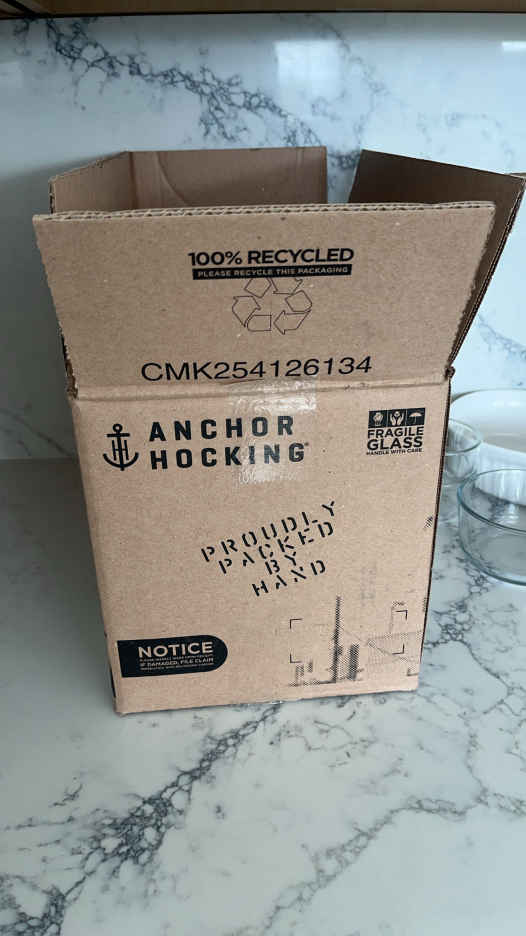 100% RECYCLED
PLEASE RECYCLE THIS PACKAGING
CMK254126134
ANCHOR
HOCKING®
FRAGILE
GLASS
HANDLE WITH CARE
PROUDLY
PACKED
BY
HAND
NOTICE
IF DAMAGED, FILE CLAIM